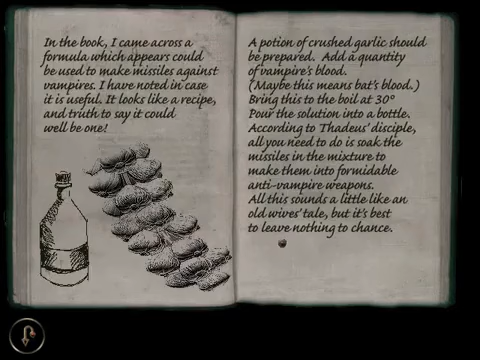 In the book, I came across a
formula which appears could
be used to make missiles against
vampires. I have noted in case
it is useful. It looks like a recipe,
and truth to say it could
well be one!
A potion of crushed garlic should
be prepared. Add a quantity
of vampire's blood.
(Maybe this means bat's blood.)
Bring this to the boil at 30°
Pour the solution into a bottle.
According to Thadeus' disciple,
all you need to do is soak the
missiles in the mixture to
make them into formidable
anti-vampire weapons.
All this sounds a little like an
old wives' tale, but it's best
to leave nothing to chance.